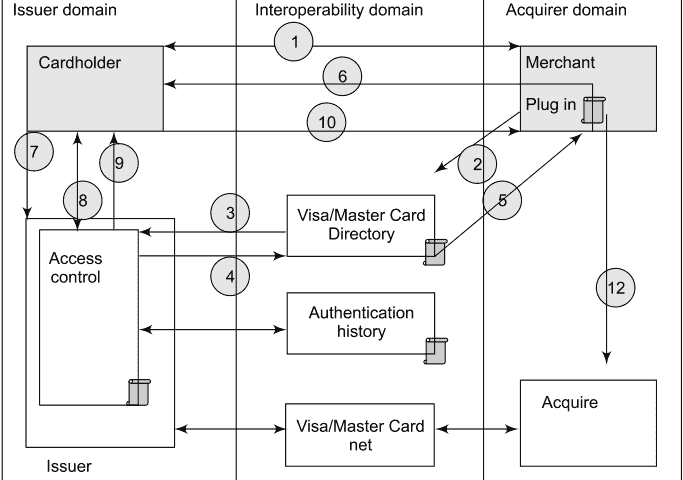 Issuer domain
Interoperability domain
Acquirer domain
1
Cardholder
Merchant
6
Plug in
10
7
9
2
8
5
3
Visa/Master Card
Directory
Access
control
4
12
Authentication
history
Acquire
Visa/Master Card
net
Issuer